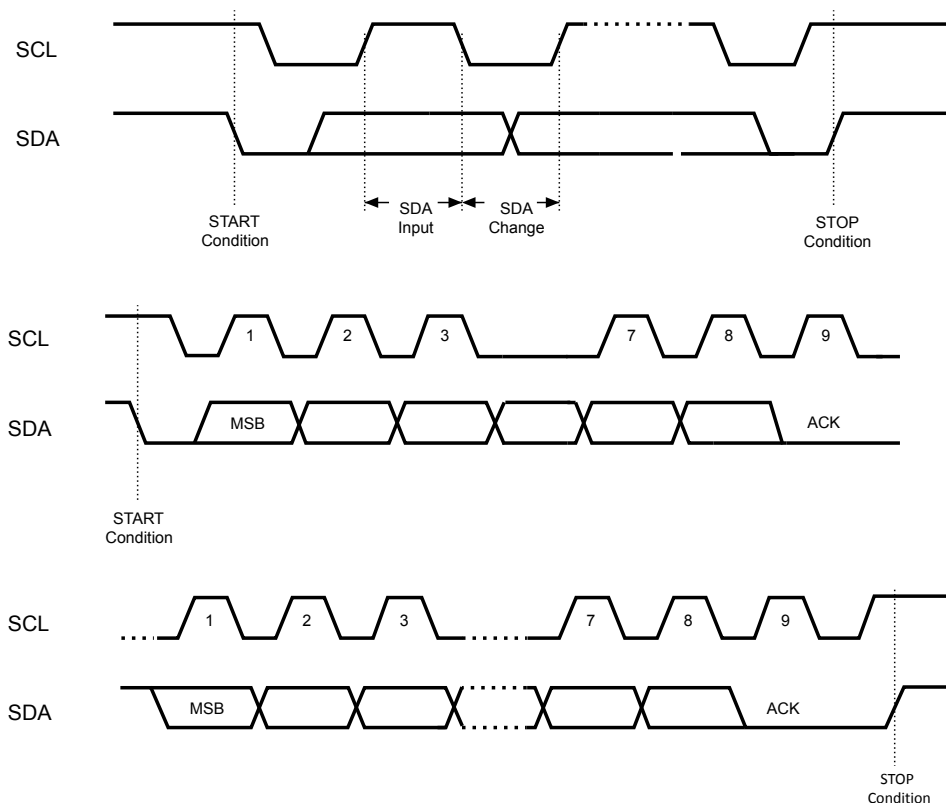 SCL
SDA
SDA
Input
SDA
Change
START
Condition
STOP
Condition
SCL
1 2 3 7 8 9
SDA
MSB ACK
START
Condition
SCL
1 2 3 7 8 9
SDA
MSB ACK
STOP
Condition